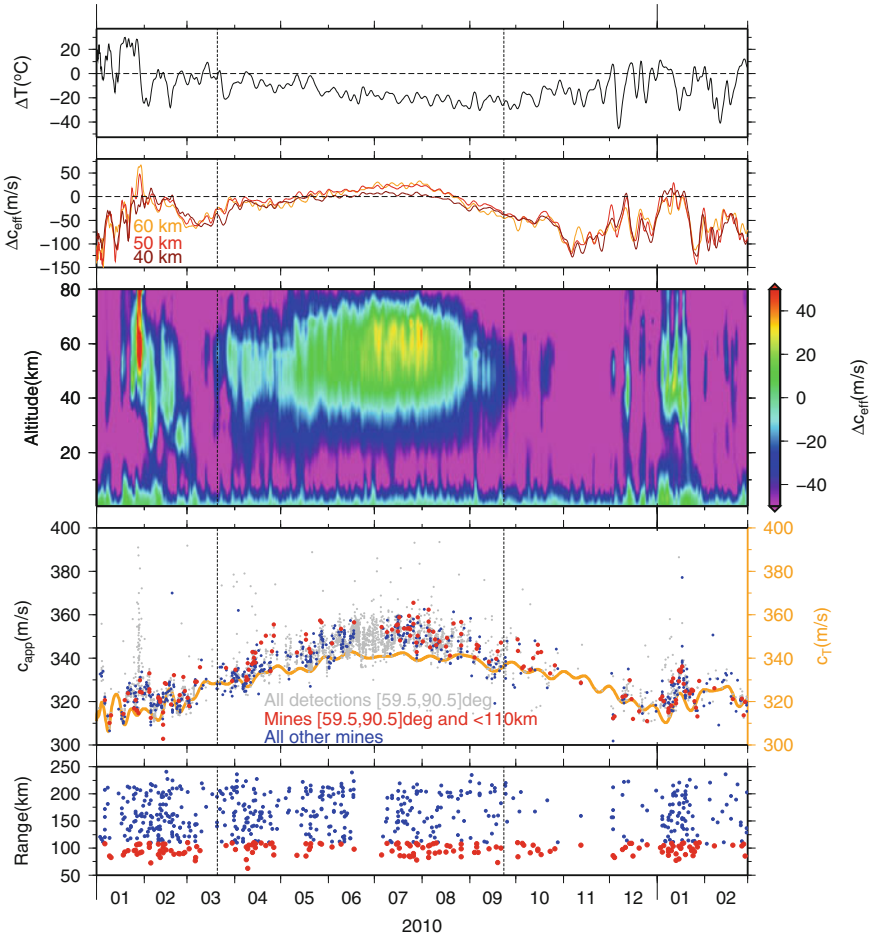 20
0
−20
−40
ΔT(°C)
50
0
−50
−100
−150
Δc_eff(m/s)
60 km
50 km
40 km
80
60
40
20
Altitude(km)
40
20
0
−20
−40
Δc_eff(m/s)
400
380
360
340
320
300
c_app(m/s)
400
380
360
340
320
300
c_T(m/s)
All detections [59.5,90.5]deg
Mines [59.5,90.5]deg and <110km
All other mines
250
200
150
100
50
Range(km)
01 02 03 04 05 06 07 08 09 10 11 12 01 02
2010